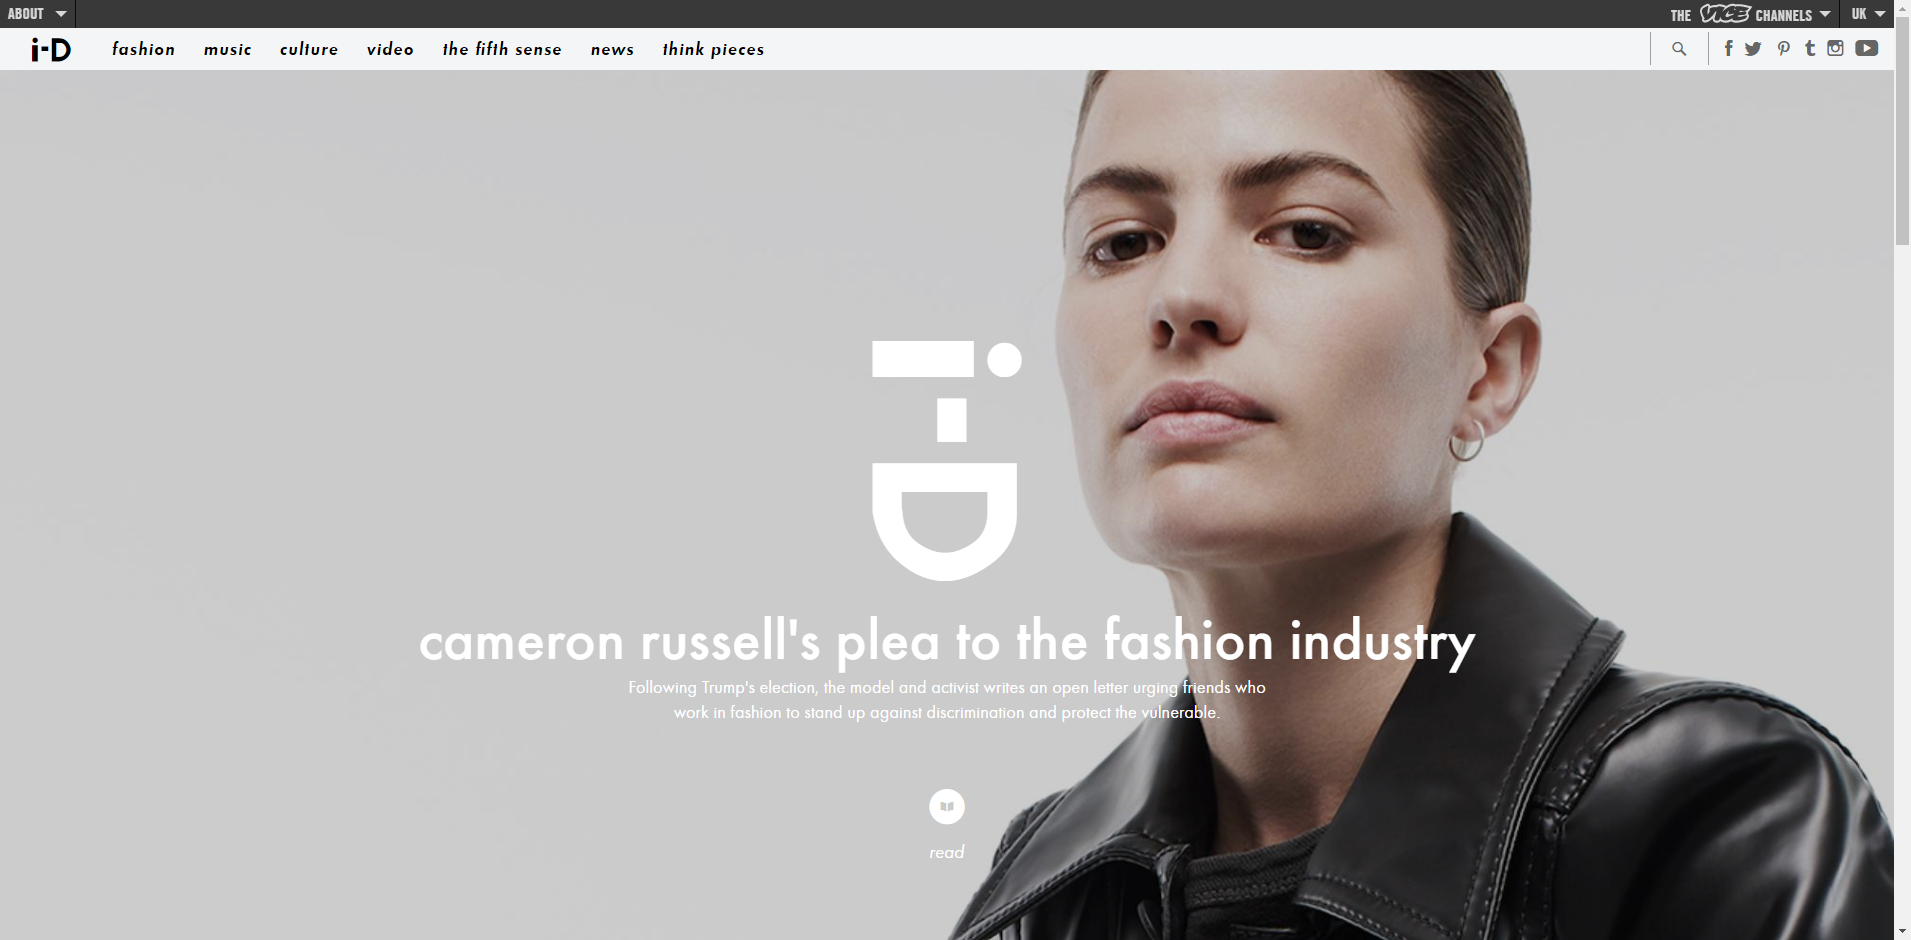 ABOUT
THE VICE CHANNELS
UK
i-D
fashion
music
culture
video
the fifth sense
news
think pieces
i-D
cameron russell's plea to the fashion industry
Following Trump's election, the model and activist writes an open letter urging friends who
work in fashion to stand up against discrimination and protect the vulnerable.
read